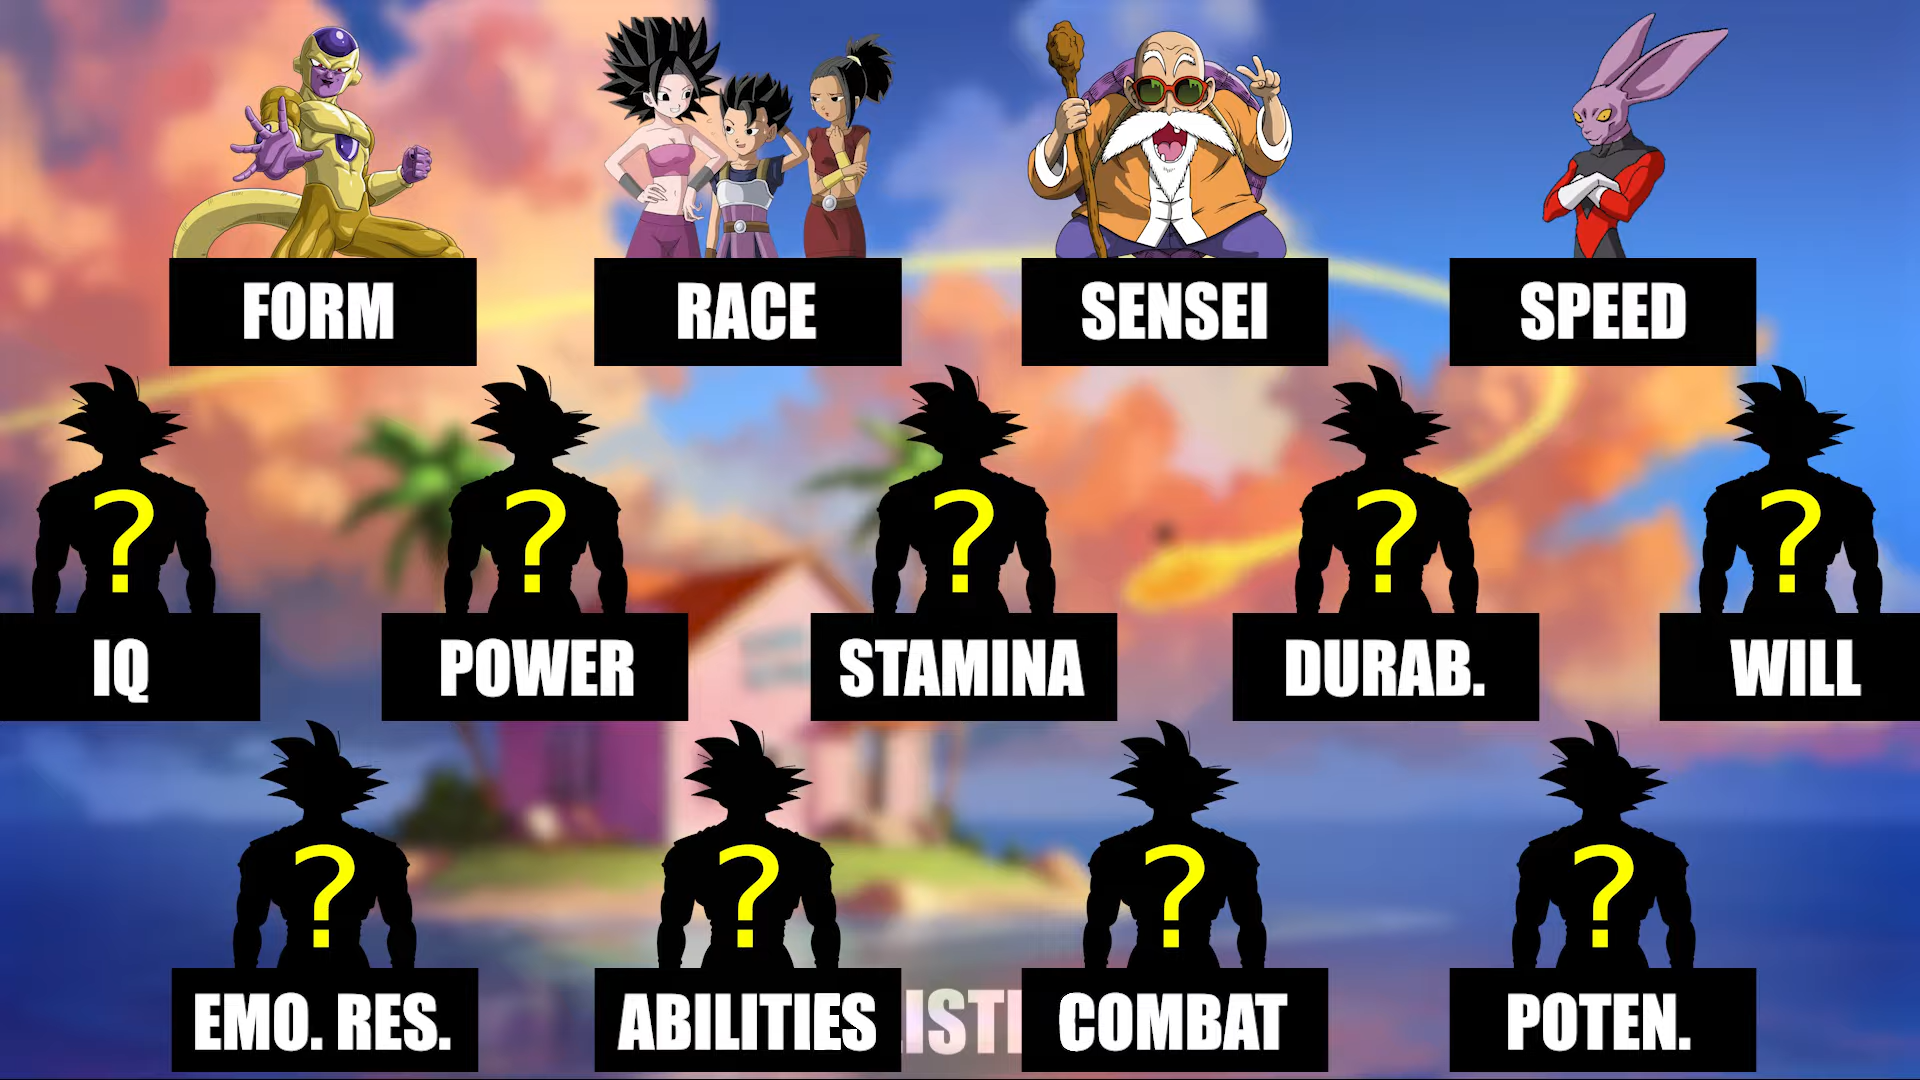 FORM
RACE
SENSEI
SPEED
?
?
?
?
?
IQ
POWER
STAMINA
DURAB.
WILL
?
?
?
?
EMO. RES.
ABILITIES
COMBAT
POTEN.